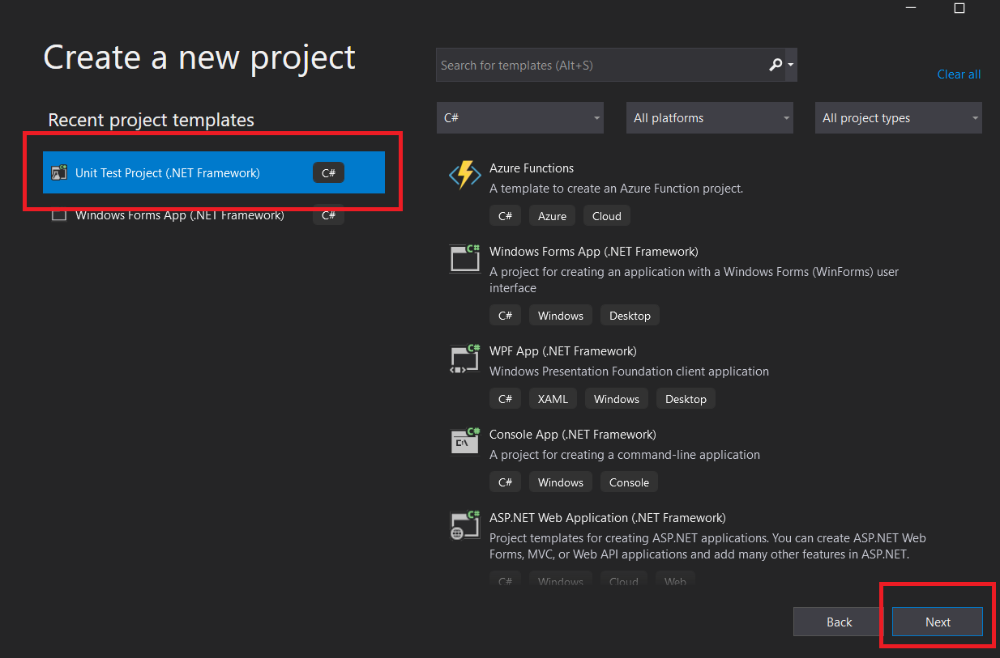 Create a new project
Recent project templates
Unit Test Project (.NET Framework) C#
Windows Forms App (.NET Framework) C#
Search for templates (Alt+S)
Clear all
C# All platforms All project types
Azure Functions
A template to create an Azure Function project.
C# Azure Cloud
C#
Windows Forms App (.NET Framework)
A project for creating an application with a Windows Forms (WinForms) user
interface
C# Windows Desktop
C#
WPF App (.NET Framework)
Windows Presentation Foundation client application
C# XAML Windows Desktop
C#
Console App (.NET Framework)
C:\
A project for creating a command-line application
C# Windows Console
C#
ASP.NET Web Application (.NET Framework)
Project templates for creating ASP.NET applications. You can create ASP.NET Web
Forms, MVC, or Web API applications and add many other features in ASP.NET.
C# Windows Cloud Web
Back Next